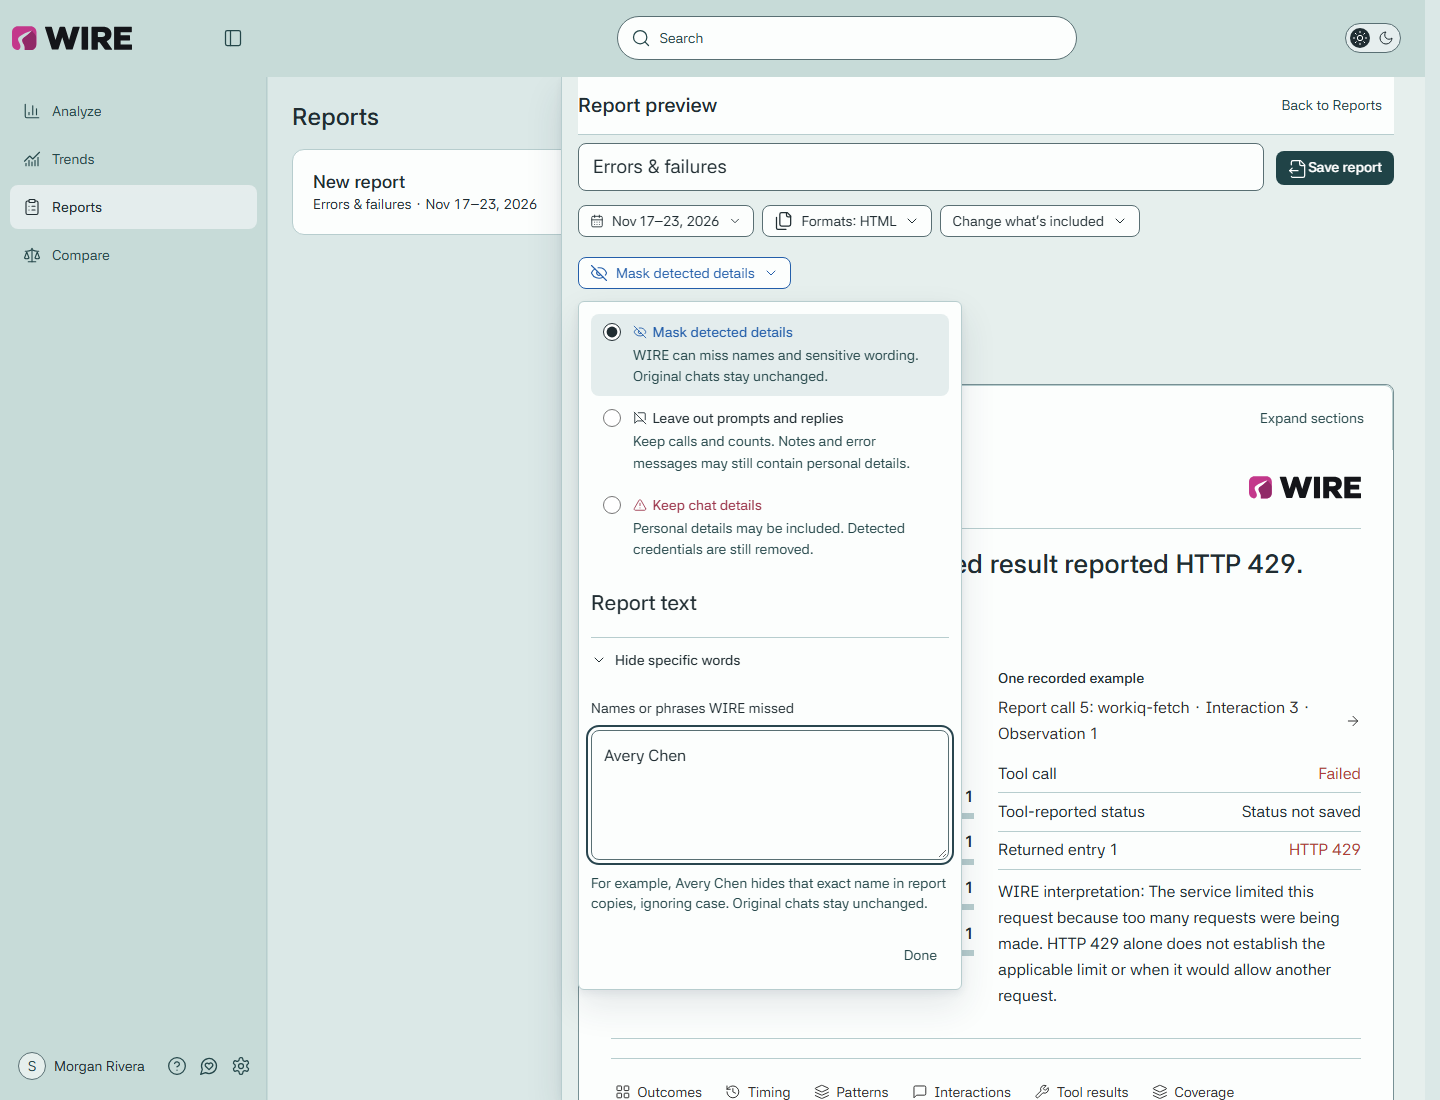 WIRE
Search
Analyze
Trends
Reports
Compare
Reports
New report
Errors & failures · Nov 17–23, 2026
Report preview
Back to Reports
Errors & failures
Save report
Nov 17–23, 2026
Formats: HTML
Change what's included
Mask detected details
Mask detected details
WIRE can miss names and sensitive wording.
Original chats stay unchanged.
Leave out prompts and replies
Keep calls and counts. Notes and error
messages may still contain personal details.
Keep chat details
Personal details may be included. Detected
credentials are still removed.
Report text
Hide specific words
Names or phrases WIRE missed
Avery Chen
For example, Avery Chen hides that exact name in report
copies, ignoring case. Original chats stay unchanged.
Done
Expand sections
WIRE
ed result reported HTTP 429.
1
1
1
1
One recorded example
Report call 5: workiq-fetch · Interaction 3 ·
Observation 1
Tool call Failed
Tool-reported status Status not saved
Returned entry 1 HTTP 429
WIRE interpretation: The service limited this
request because too many requests were being
made. HTTP 429 alone does not establish the
applicable limit or when it would allow another
request.
Outcomes Timing Patterns Interactions Tool results Coverage
S Morgan Rivera